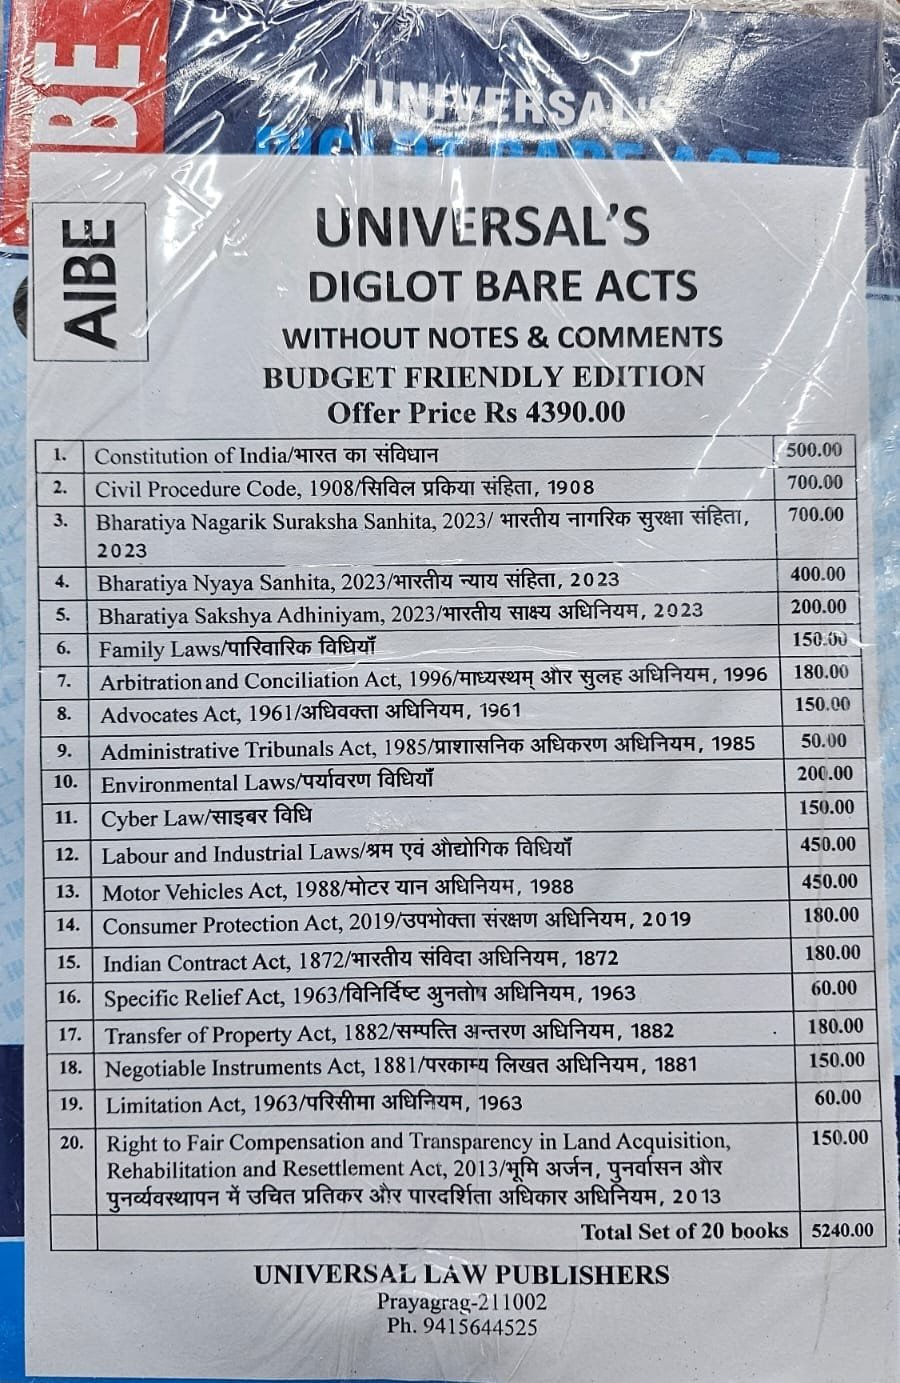 BE
UNIVERSAL'S
DIGLOT BARE ACT
AIBE
UNIVERSAL'S
DIGLOT BARE ACTS
WITHOUT NOTES & COMMENTS
BUDGET FRIENDLY EDITION
Offer Price Rs 4390.00
1. Constitution of India/भारत का संविधान 500.00
2. Civil Procedure Code, 1908/सिविल प्रकिया संहिता, 1908 700.00
3. Bharatiya Nagarik Suraksha Sanhita, 2023/ भारतीय नागरिक सुरक्षा संहिता, 700.00
2023
4. Bharatiya Nyaya Sanhita, 2023/भारतीय न्याय संहिता, 2023 400.00
5. Bharatiya Sakshya Adhiniyam, 2023/भारतीय साक्ष्य अधिनियम, 2023 200.00
6. Family Laws/पारिवारिक विधियाँ 150.00
7. Arbitration and Conciliation Act, 1996/माध्यस्थम् और सुलह अधिनियम, 1996 180.00
8. Advocates Act, 1961/अधिवक्ता अधिनियम, 1961 150.00
9. Administrative Tribunals Act, 1985/प्राशासनिक अधिकरण अधिनियम, 1985 50.00
10. Environmental Laws/पर्यावरण विधियाँ 200.00
11. Cyber Law/साइबर विधि 150.00
12. Labour and Industrial Laws/श्रम एवं औद्योगिक विधियाँ 450.00
13. Motor Vehicles Act, 1988/मोटर यान अधिनियम, 1988 450.00
14. Consumer Protection Act, 2019/उपभोक्ता संरक्षण अधिनियम, 2019 180.00
15. Indian Contract Act, 1872/भारतीय संविदा अधिनियम, 1872 180.00
16. Specific Relief Act, 1963/विनिर्दिष्ट अुनतोष अधिनियम, 1963 60.00
17. Transfer of Property Act, 1882/सम्पत्ति अन्तरण अधिनियम, 1882 180.00
18. Negotiable Instruments Act, 1881/परकाम्य लिखत अधिनियम, 1881 150.00
19. Limitation Act, 1963/परिसीमा अधिनियम, 1963 60.00
20. Right to Fair Compensation and Transparency in Land Acquisition, 150.00
Rehabilitation and Resettlement Act, 2013/भूमि अर्जन, पुनर्वासन और
पुनर्व्यवस्थापन में उचित प्रतिकर और पारदर्शिता अधिकार अधिनियम, 2013
Total Set of 20 books 5240.00
UNIVERSAL LAW PUBLISHERS
Prayagrag-211002
Ph. 9415644525